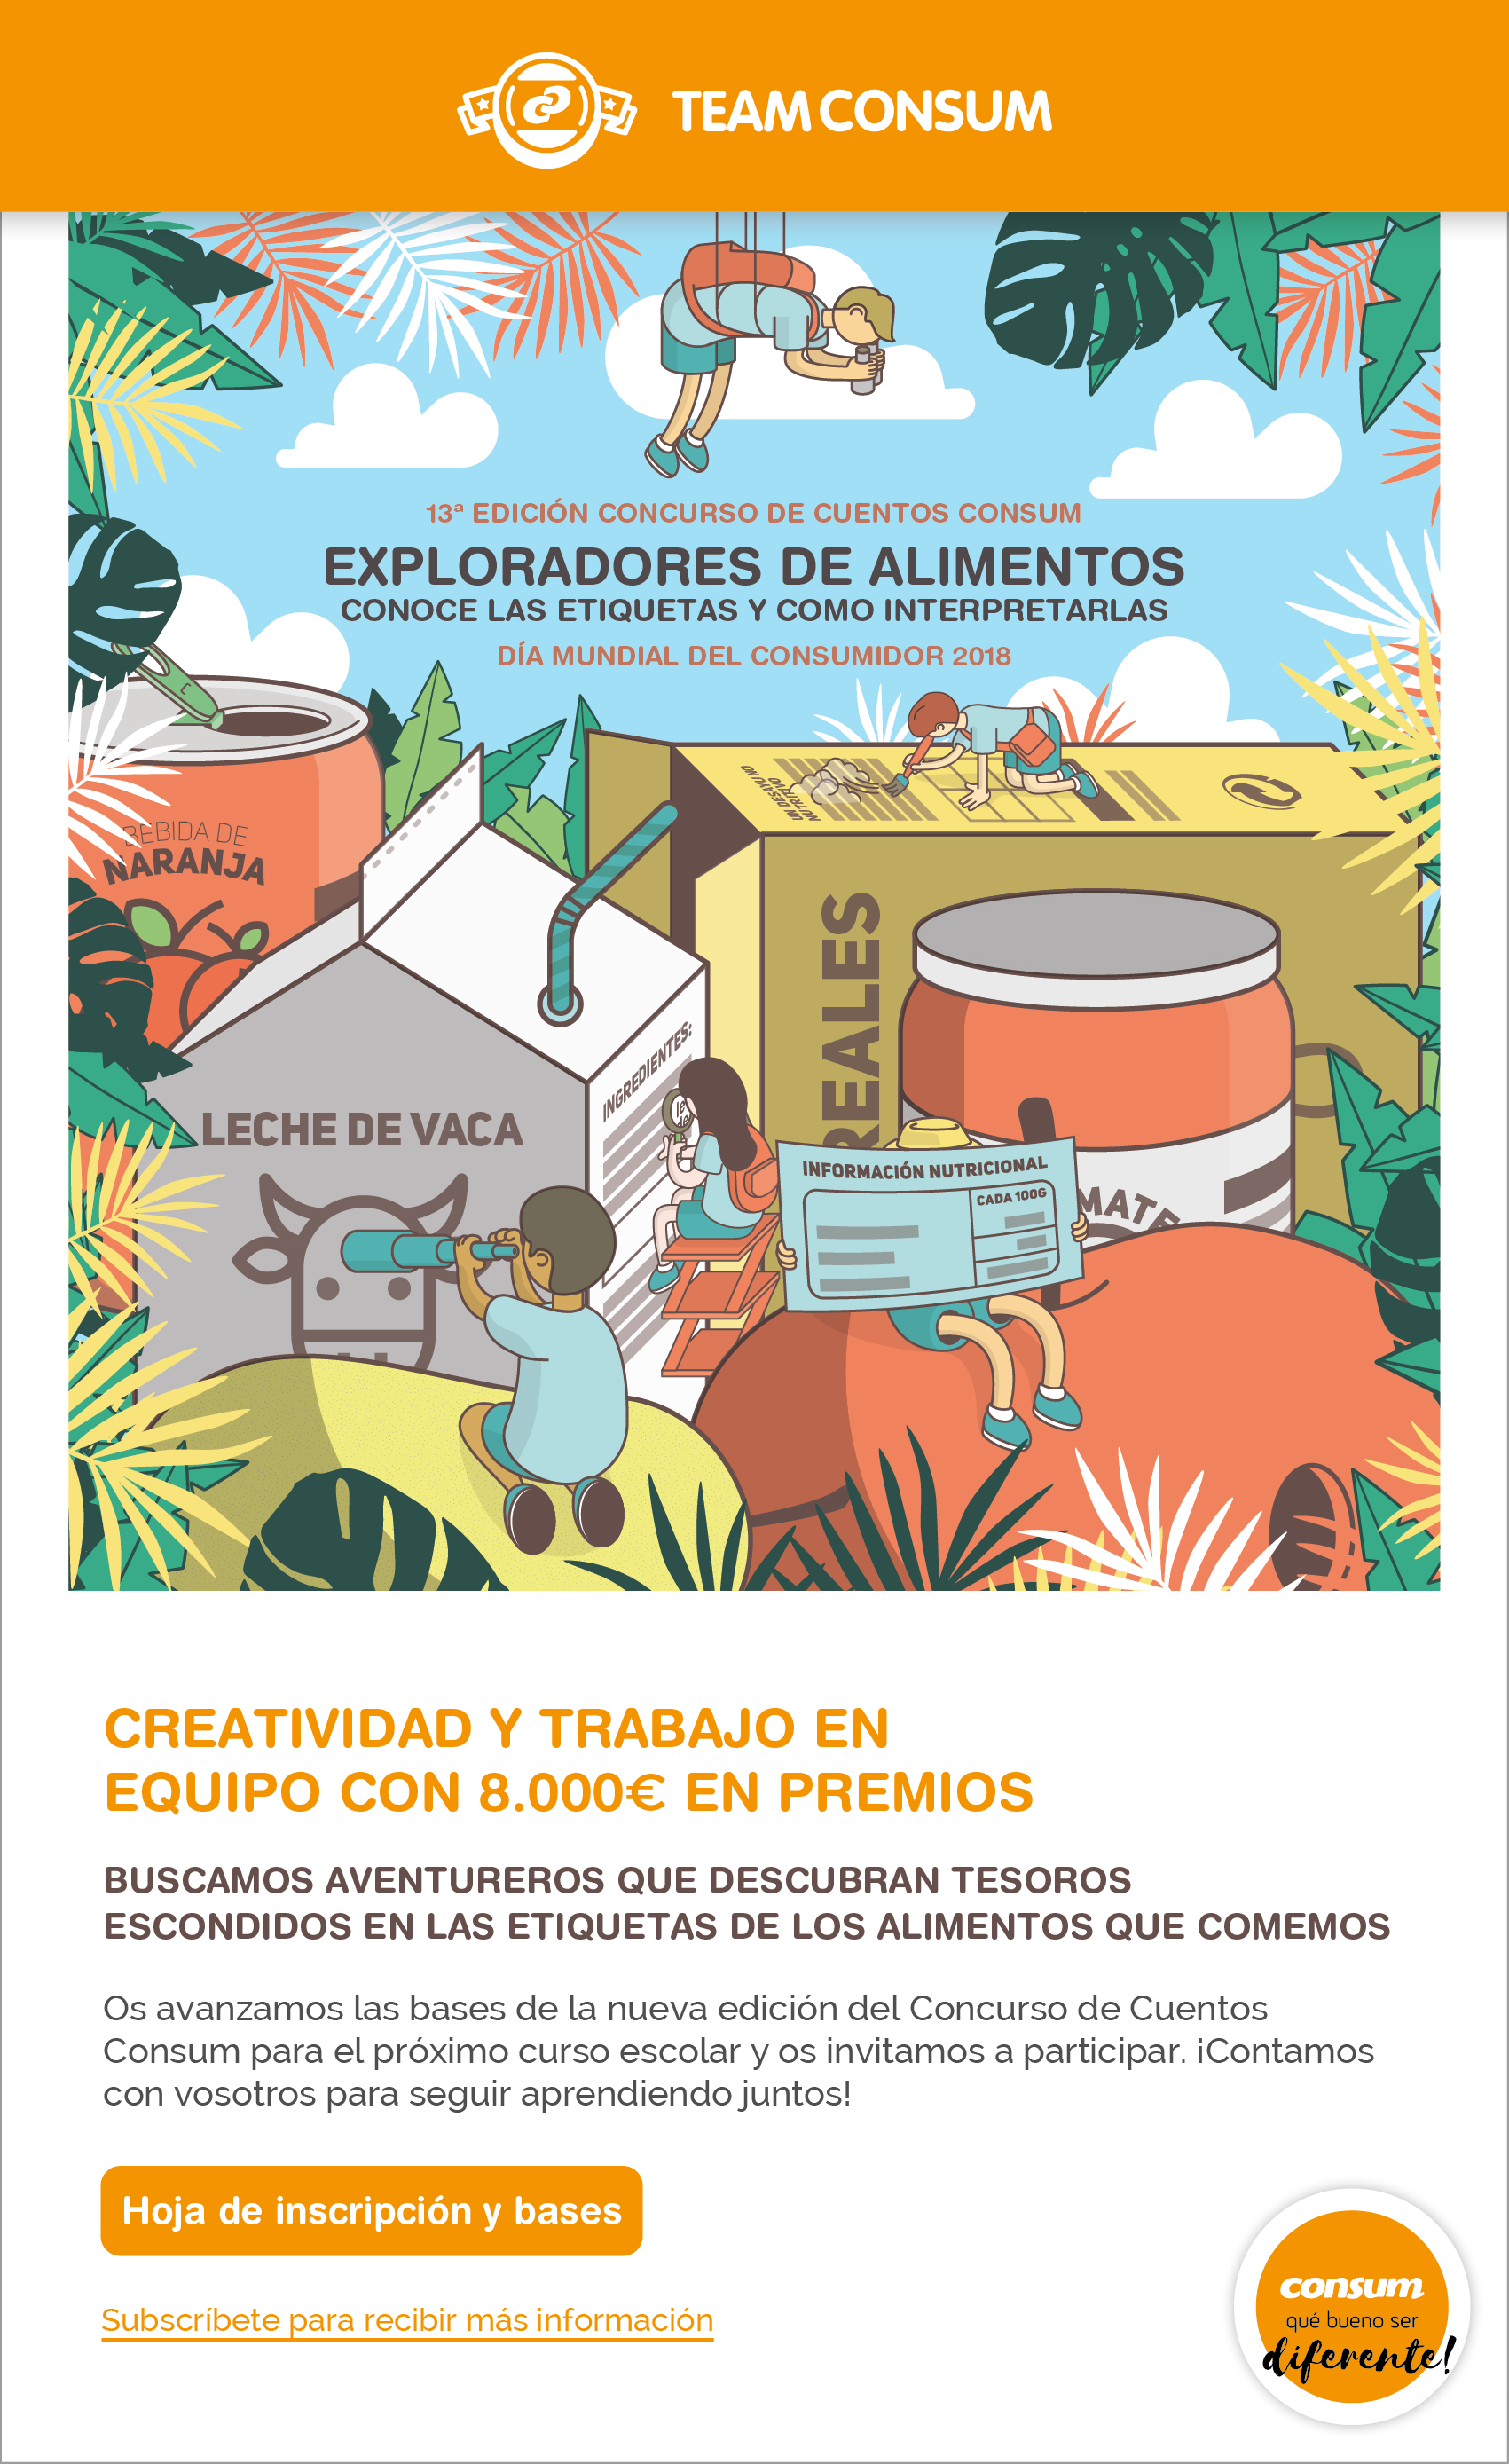 TEAM CONSUM
13ª EDICIÓN CONCURSO DE CUENTOS CONSUM
EXPLORADORES DE ALIMENTOS
CONOCE LAS ETIQUETAS Y COMO INTERPRETARLAS
DÍA MUNDIAL DEL CONSUMIDOR 2018
UN DESAYUNO
NUTRITIVO
BEBIDA DE
NARANJA
REALES
INGREDIENTES:
le
de
LECHE DE VACA
INFORMACIÓN NUTRICIONAL
CADA 100G
MATE
CREATIVIDAD Y TRABAJO EN
EQUIPO CON 8.000€ EN PREMIOS
BUSCAMOS AVENTUREROS QUE DESCUBRAN TESOROS
ESCONDIDOS EN LAS ETIQUETAS DE LOS ALIMENTOS QUE COMEMOS
Os avanzamos las bases de la nueva edición del Concurso de Cuentos
Consum para el próximo curso escolar y os invitamos a participar. ¡Contamos
con vosotros para seguir aprendiendo juntos!
Hoja de inscripción y bases
Subscríbete para recibir más información
consum
qué bueno ser
diferente!